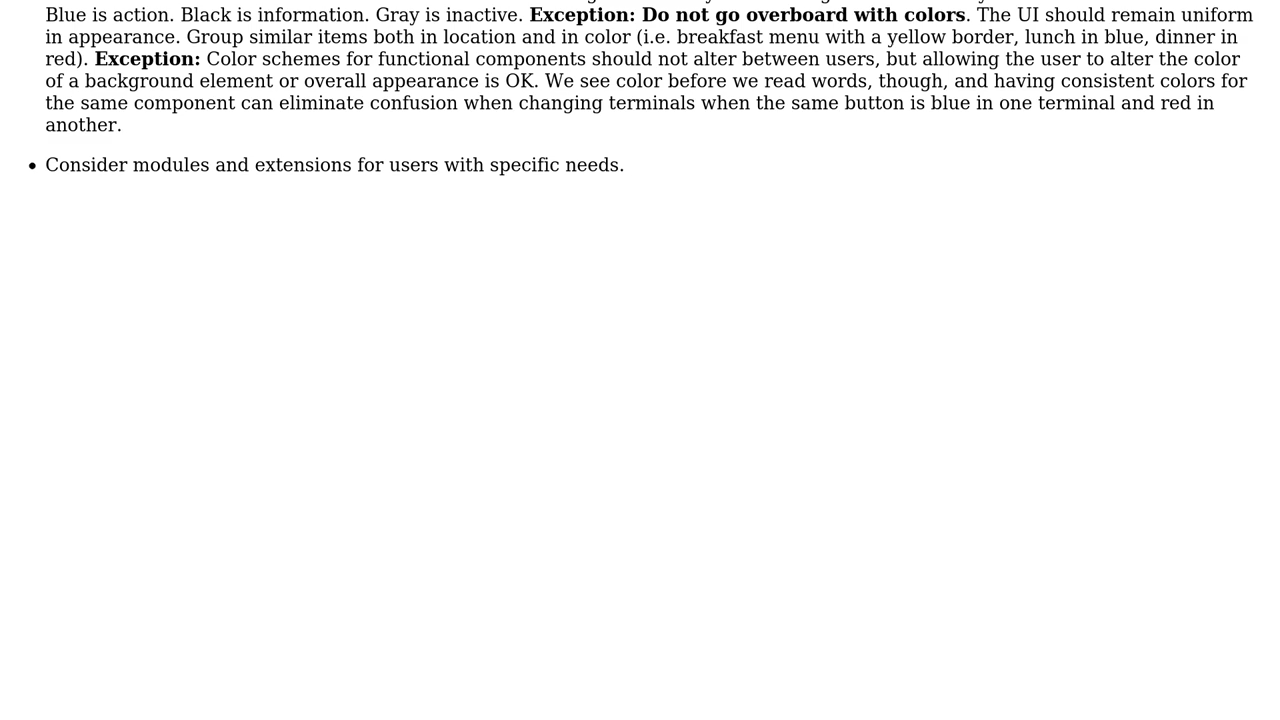 Blue is action. Black is information. Gray is inactive. Exception: Do not go overboard with colors. The UI should remain uniform
in appearance. Group similar items both in location and in color (i.e. breakfast menu with a yellow border, lunch in blue, dinner in
red). Exception: Color schemes for functional components should not alter between users, but allowing the user to alter the color
of a background element or overall appearance is OK. We see color before we read words, though, and having consistent colors for
the same component can eliminate confusion when changing terminals when the same button is blue in one terminal and red in
another.
• Consider modules and extensions for users with specific needs.